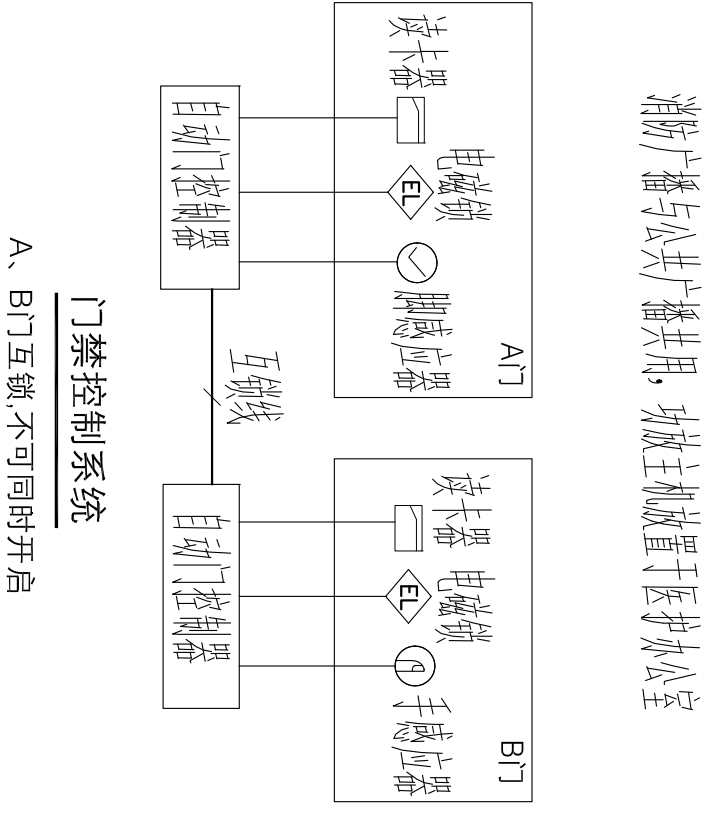 消防广播与公共广播共用，功放主机放置于医护办公室
A门
B门
读卡器
电磁锁
脚感应器
读卡器
电磁锁
手感应器
EL
EL
自动门控制器
互锁线
自动门控制器
门禁控制系统
A、B门互锁,不可同时开启